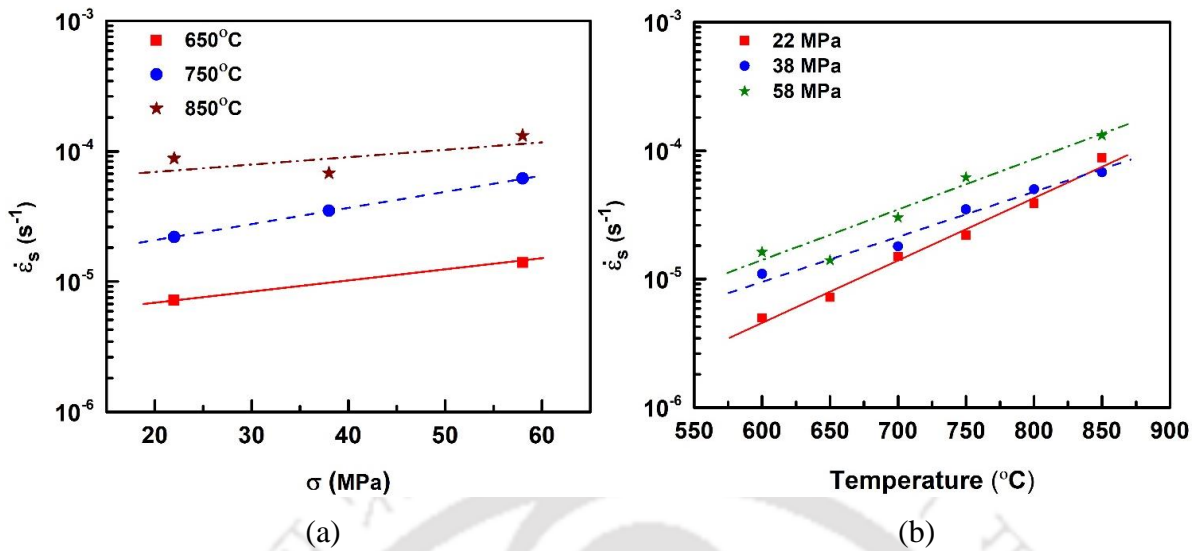 10⁻³
10⁻⁴
10⁻⁵
10⁻⁶
ε̇ₛ (s⁻¹)
650°C
750°C
850°C
20 30 40 50 60
σ (MPa)
(a)
10⁻³
10⁻⁴
10⁻⁵
10⁻⁶
ε̇ₛ (s⁻¹)
22 MPa
38 MPa
58 MPa
550 600 650 700 750 800 850 900
Temperature (°C)
(b)